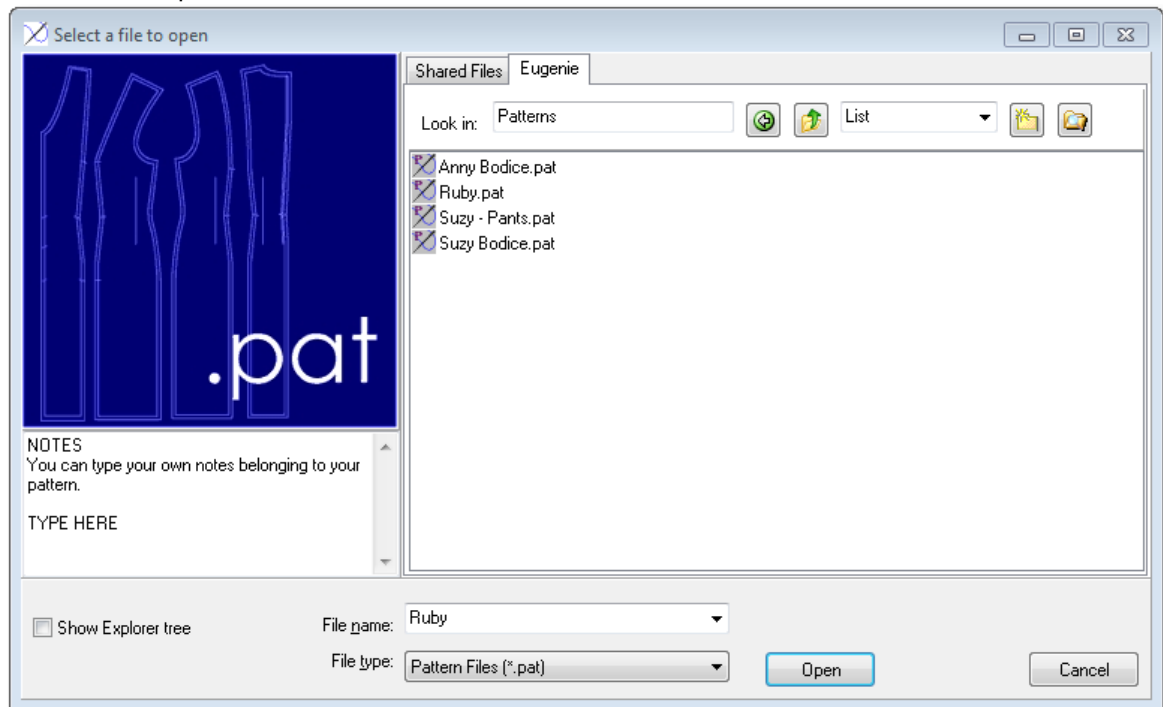 Select a file to open
Shared Files Eugenie
Look in: Patterns List
Anny Bodice.pat
Ruby.pat
Suzy - Pants.pat
Suzy Bodice.pat
.pat
NOTES
You can type your own notes belonging to your
pattern.
TYPE HERE
Show Explorer tree
File name: Ruby
File type: Pattern Files (*.pat)
Open Cancel